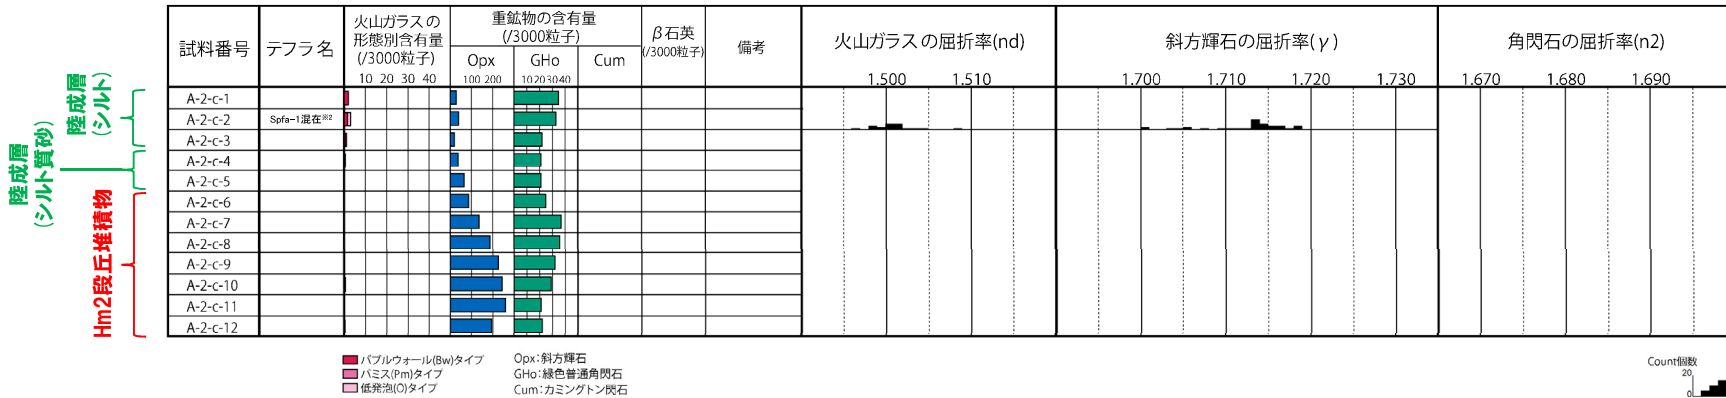 試料番号
テフラ名
火山ガラスの
形態別含有量
(/3000粒子)
10 20 30 40
重鉱物の含有量
(/3000粒子)
Opx
100 200
GHo
10 20 30 40
Cum
β石英
(/3000粒子)
備考
火山ガラスの屈折率(nd)
1.500 1.510
斜方輝石の屈折率(γ)
1.700 1.710 1.720 1.730
角閃石の屈折率(n2)
1.670 1.680 1.690
陸成層
(シルト)
陸成層
(シルト質砂)
Hm2段丘堆積物
A-2-c-1
A-2-c-2
Spfa-1混在※2
A-2-c-3
A-2-c-4
A-2-c-5
A-2-c-6
A-2-c-7
A-2-c-8
A-2-c-9
A-2-c-10
A-2-c-11
A-2-c-12
バブルウォール(Bw)タイプ
パミス(Pm)タイプ
低発泡(O)タイプ
Opx:斜方輝石
GHo:緑色普通角閃石
Cum:カミングトン閃石
Count個数
20
0